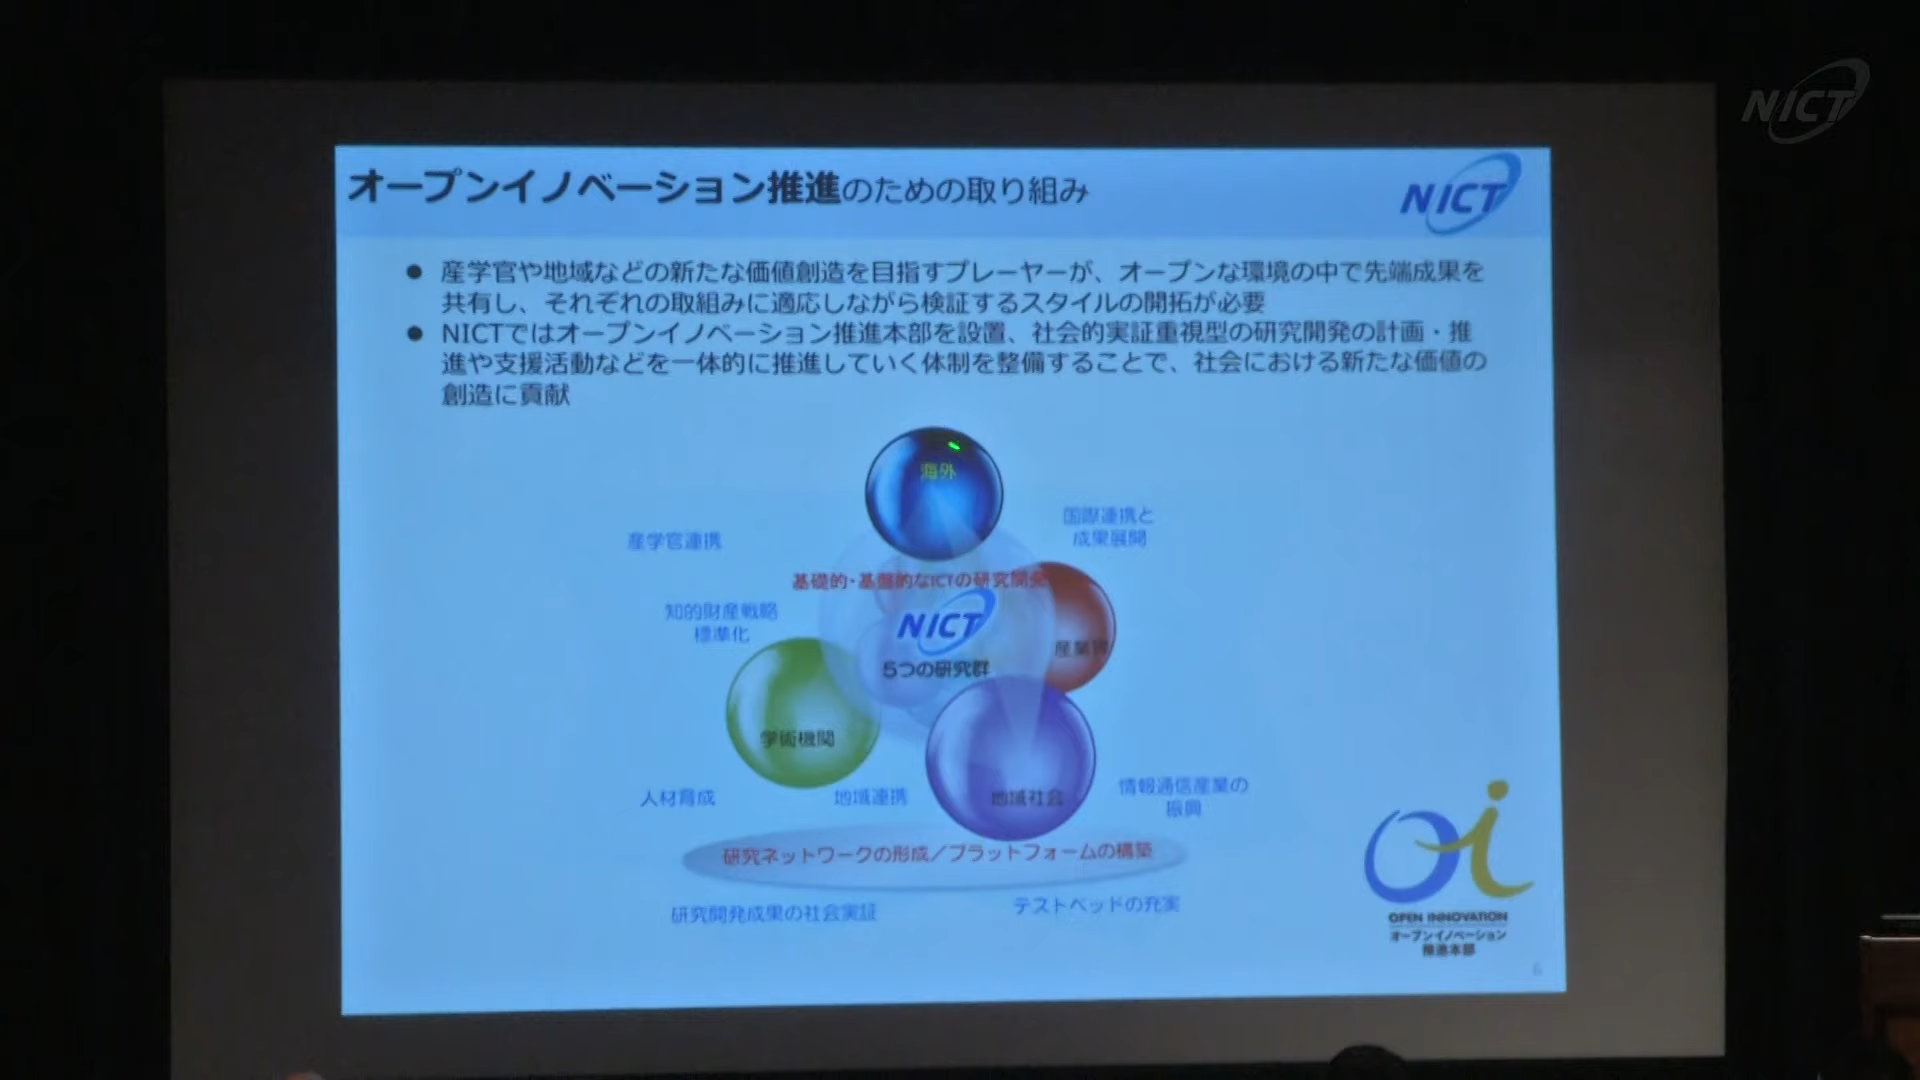 NICT
オープンイノベーション推進のための取り組み
NICT
● 産学官や地域などの新たな価値創造を目指すプレーヤーが、オープンな環境の中で先端成果を
共有し、それぞれの取組みに適応しながら検証するスタイルの開拓が必要
● NICTではオープンイノベーション推進本部を設置、社会的実証重視型の研究開発の計画・推
進や支援活動などを一体的に推進していく体制を整備することで、社会における新たな価値の
創造に貢献
海外
産学官連携
国際連携と
成果展開
基礎的・基盤的なICTの研究開発
知的財産戦略
標準化
NICT
産業界
5つの研究群
学術機関
人材育成
地域連携
地域社会
情報通信産業の
振興
研究ネットワークの形成／プラットフォームの構築
研究開発成果の社会実証
テストベッドの充実
oi
OPEN INNOVATION
オープンイノベーション
推進本部
6